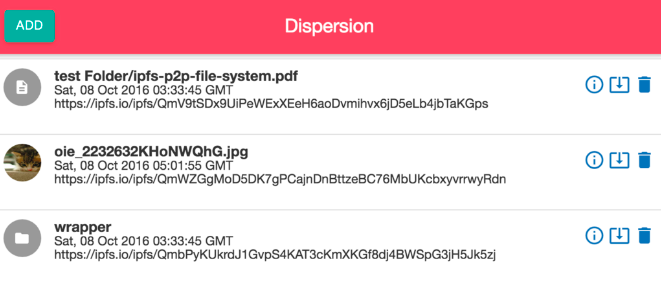 ADD
Dispersion
test Folder/ipfs-p2p-file-system.pdf
Sat, 08 Oct 2016 03:33:45 GMT
https://ipfs.io/ipfs/QmV9tSDx9UiPeWExXEeH6aoDvmihvx6jD5eLb4jbTaKGps
oie_2232632KHoNWQhG.jpg
Sat, 08 Oct 2016 05:01:55 GMT
https://ipfs.io/ipfs/QmWZGgMoD5DK7gPCajnDnBttzeBC76MbUKcbxyvrrwyRdn
wrapper
Sat, 08 Oct 2016 03:33:45 GMT
https://ipfs.io/ipfs/QmbPyKUkrdJ1GvpS4KAT3cKmXKGf8dj4BWSpG3jH5Jk5zj